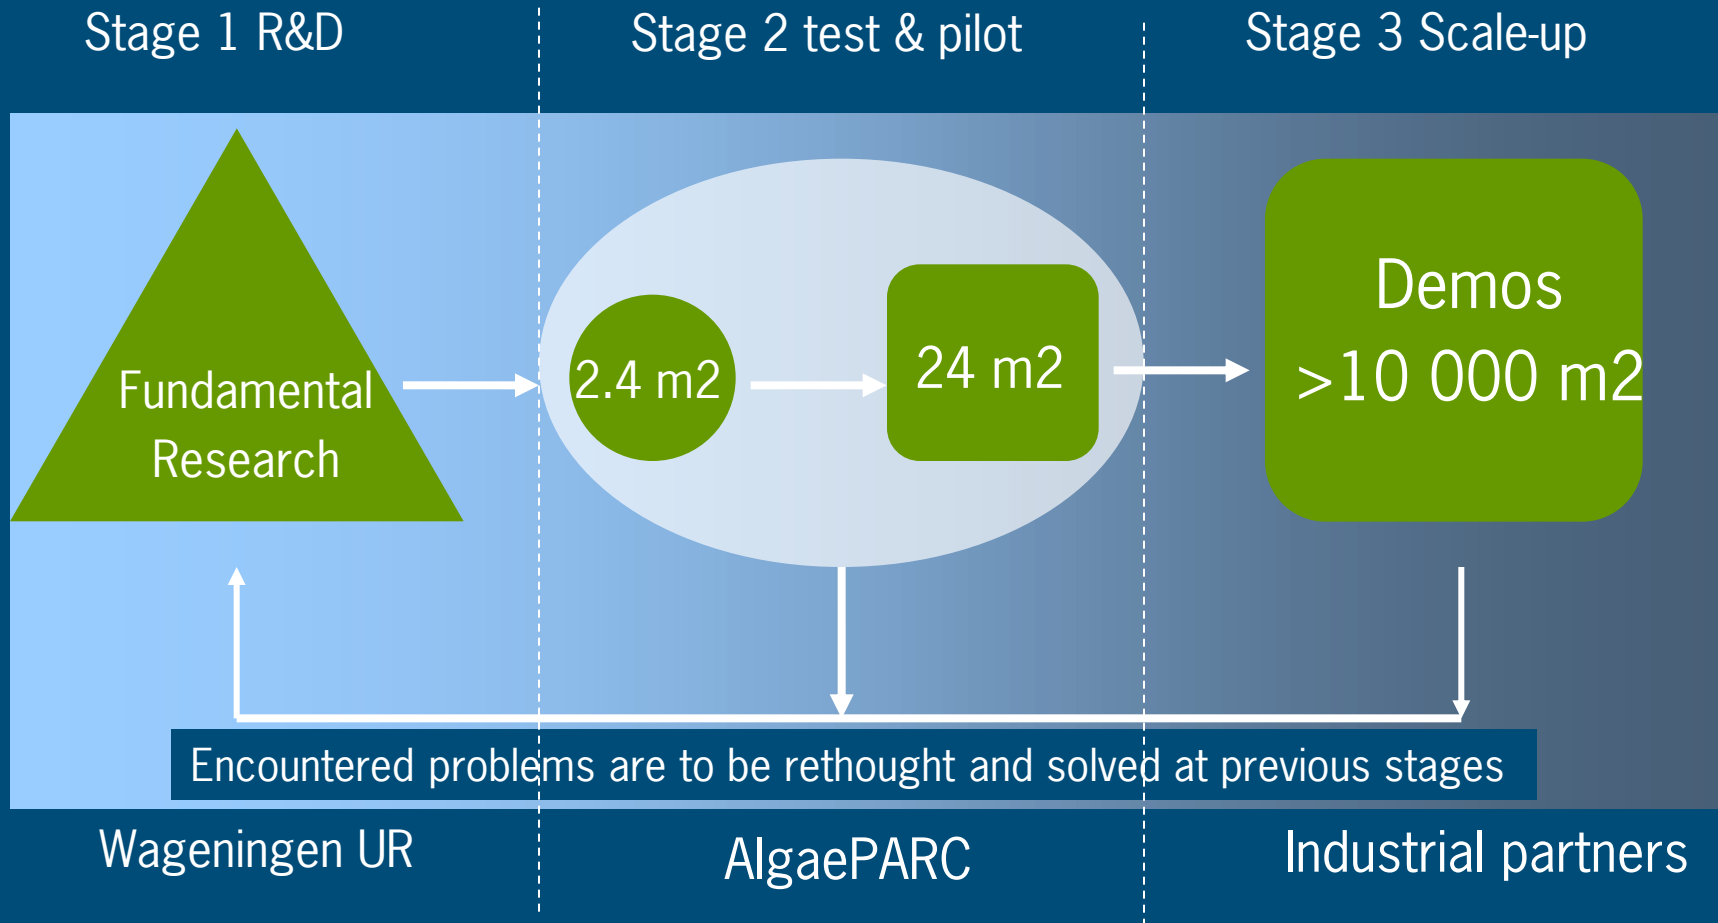 Stage 1 R&D
Stage 2 test & pilot
Stage 3 Scale-up
Fundamental
Research
2.4 m2
24 m2
Demos
>10 000 m2
Encountered problems are to be rethought and solved at previous stages
Wageningen UR
AlgaePARC
Industrial partners